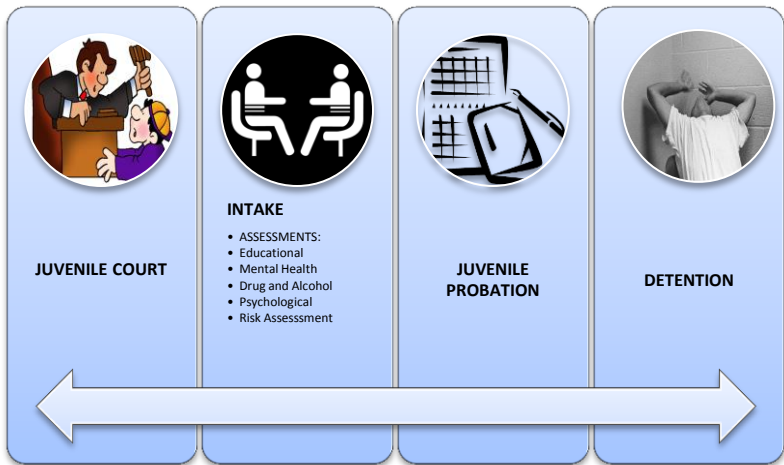 JUVENILE COURT
INTAKE
• ASSESSMENTS:
• Educational
• Mental Health
• Drug and Alcohol
• Psychological
• Risk Assesssment
JUVENILE
PROBATION
DETENTION